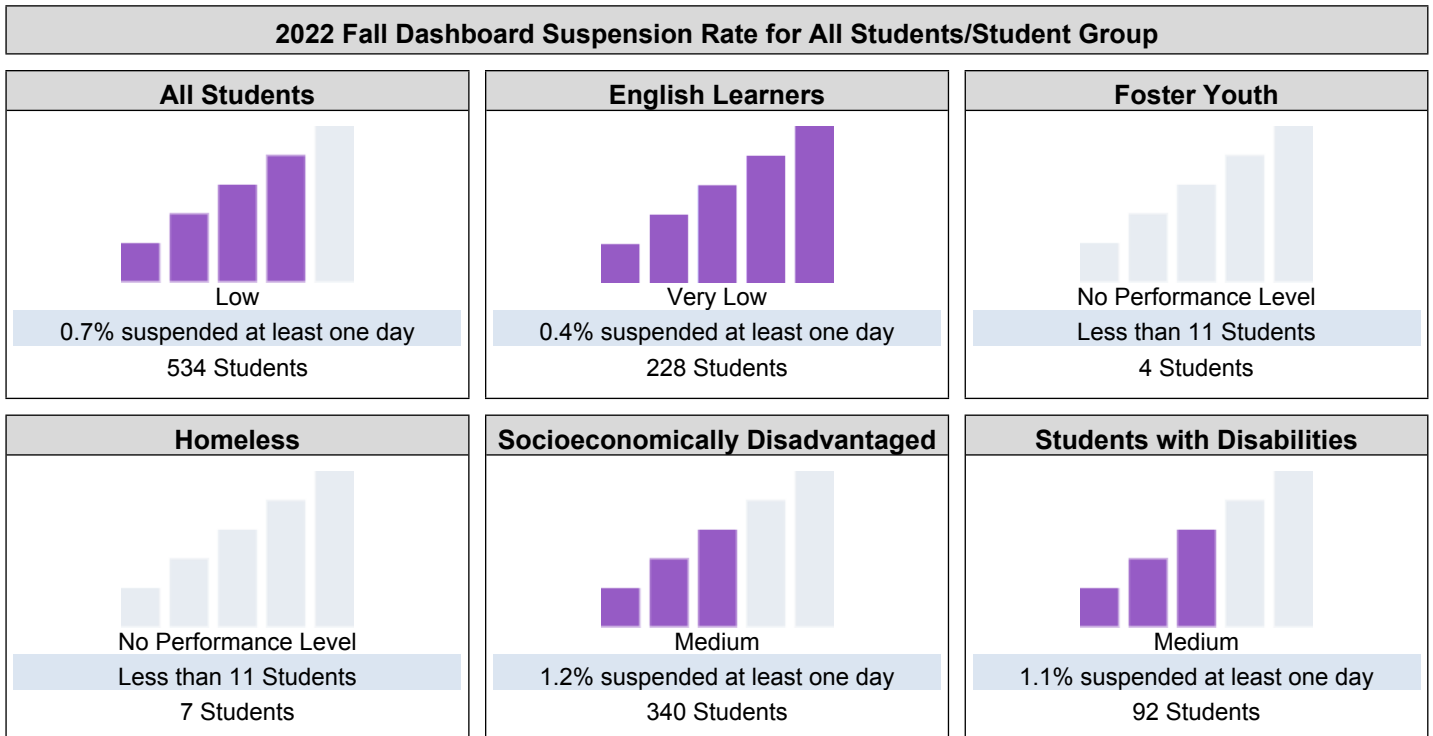 2022 Fall Dashboard Suspension Rate for All Students/Student Group
All Students
Low
0.7% suspended at least one day
534 Students
English Learners
Very Low
0.4% suspended at least one day
228 Students
Foster Youth
No Performance Level
Less than 11 Students
4 Students
Homeless
No Performance Level
Less than 11 Students
7 Students
Socioeconomically Disadvantaged
Medium
1.2% suspended at least one day
340 Students
Students with Disabilities
Medium
1.1% suspended at least one day
92 Students